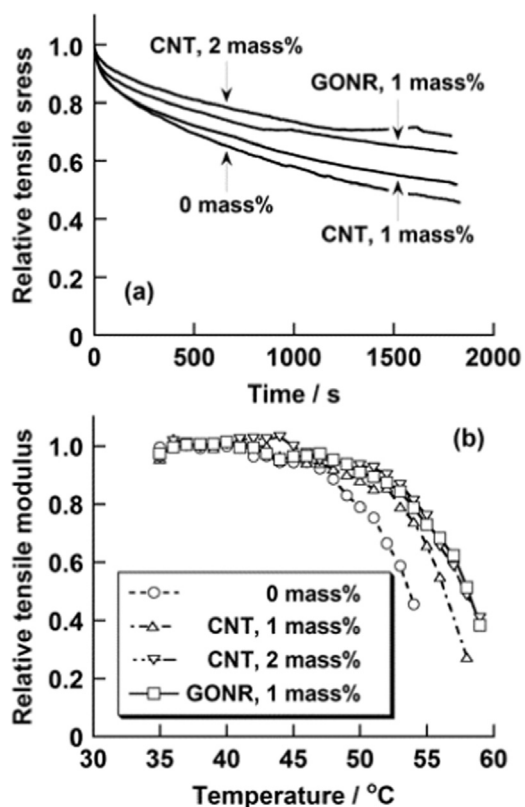 Relative tensile sress
1.0
0.8
0.6
0.4
0.2
0
CNT, 2 mass%
GONR, 1 mass%
0 mass%
CNT, 1 mass%
(a)
0 500 1000 1500 2000
Time / s
Relative tensile modulus
1.0
0.8
0.6
0.4
0.2
0
(b)
0 mass%
CNT, 1 mass%
CNT, 2 mass%
GONR, 1 mass%
30 35 40 45 50 55 60
Temperature / °C